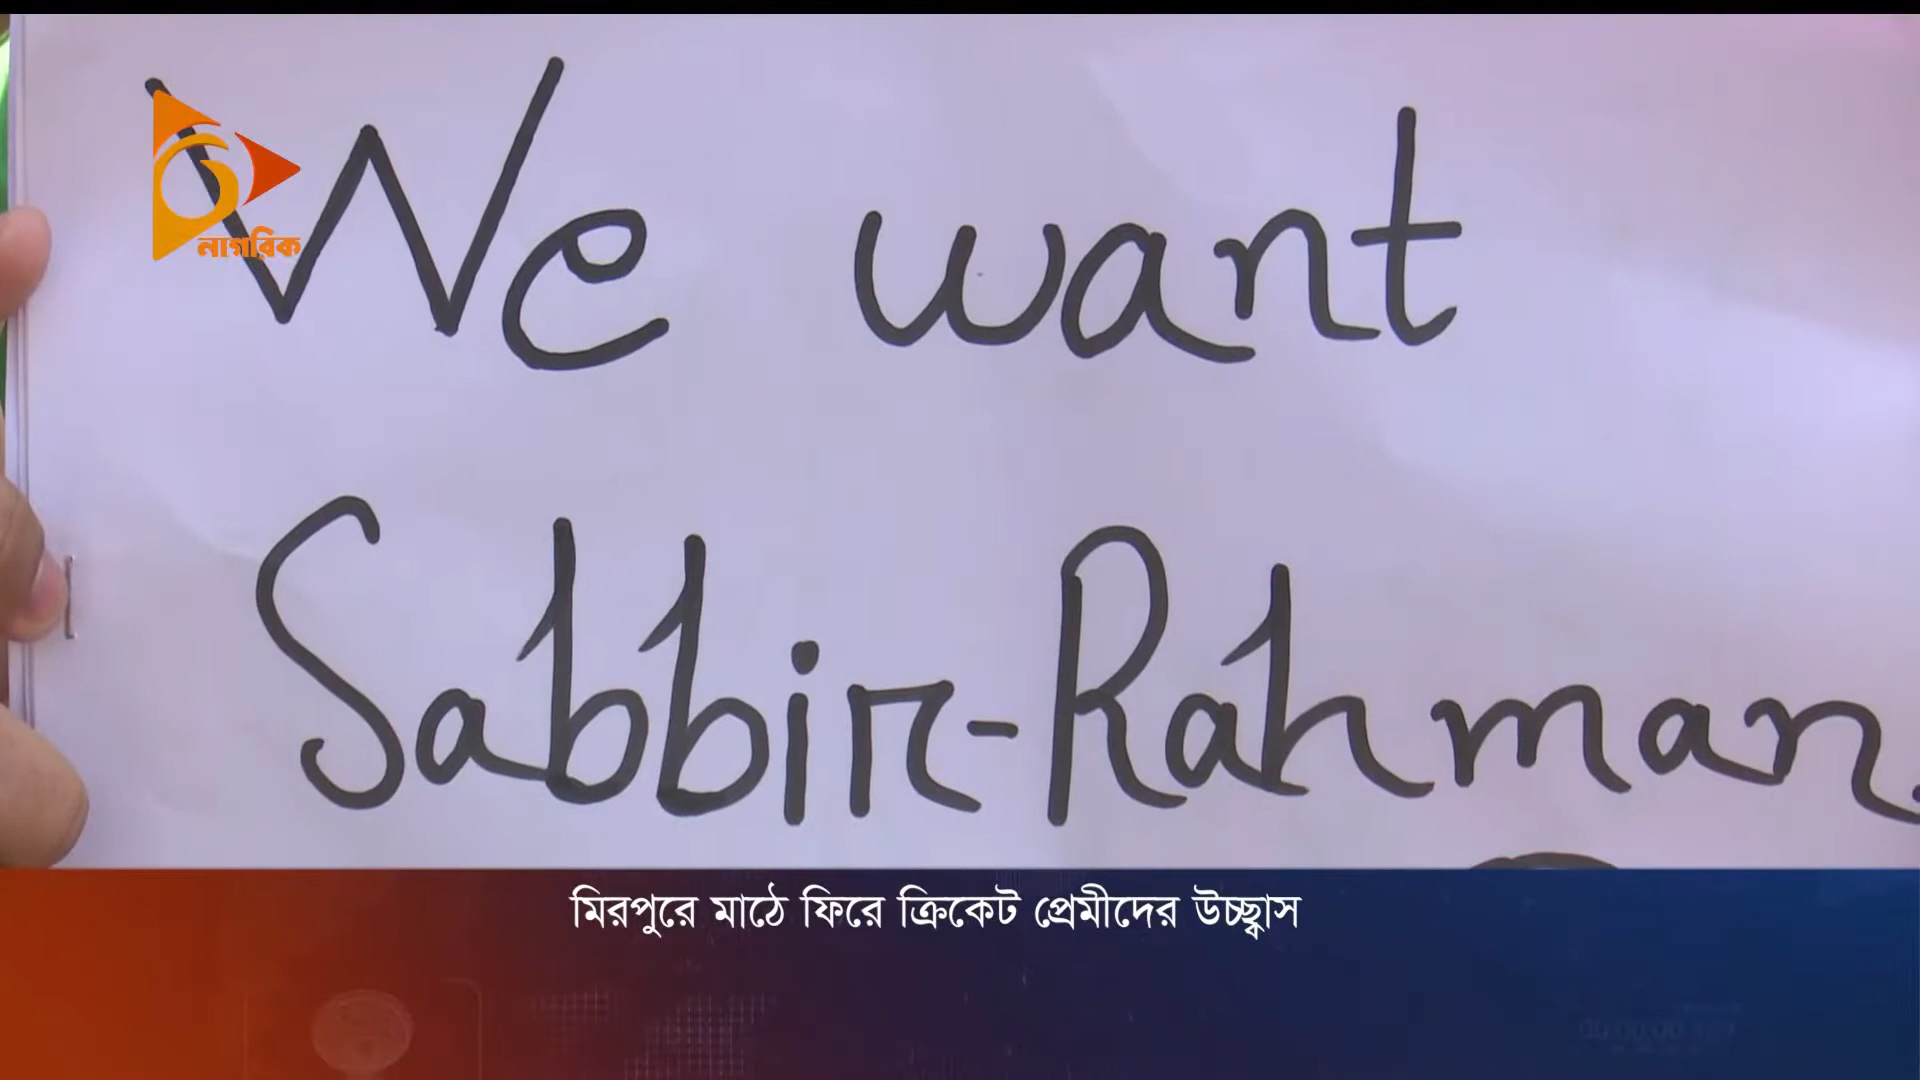 We want
নাগরিক
Sabbir-Rahman.
মিরপুরে মাঠে ফিরে ক্রিকেট প্রেমীদের উচ্ছ্বাস